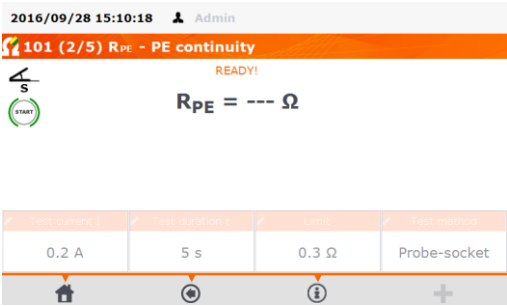 2016/09/28 15:10:18 Admin
101 (2/5) RPE - PE continuity
READY!
S
START
RPE = --- Ω
Test current I Test duration t Limit Test method
0.2 A 5 s 0.3 Ω Probe-socket